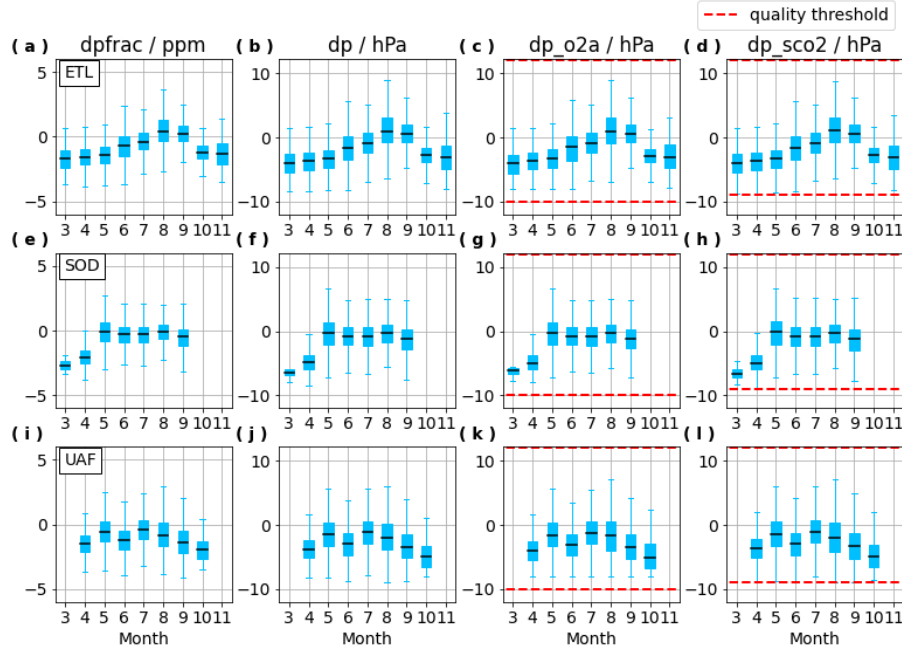 quality threshold
( a ) dpfrac / ppm ( b ) dp / hPa ( c ) dp_o2a / hPa ( d ) dp_sco2 / hPa
5 ETL 10 10 10
0 0 0 0
−5 −10 −10 −10
3 4 5 6 7 8 9 10 11 3 4 5 6 7 8 9 10 11 3 4 5 6 7 8 9 10 11 3 4 5 6 7 8 9 10 11
( e ) ( f ) ( g ) ( h )
5 SOD 10 10 10
0 0 0 0
−5 −10 −10 −10
3 4 5 6 7 8 9 10 11 3 4 5 6 7 8 9 10 11 3 4 5 6 7 8 9 10 11 3 4 5 6 7 8 9 10 11
( i ) ( j ) ( k ) ( l )
5 UAF 10 10 10
0 0 0 0
−5 −10 −10 −10
3 4 5 6 7 8 9 10 11 3 4 5 6 7 8 9 10 11 3 4 5 6 7 8 9 10 11 3 4 5 6 7 8 9 10 11
Month Month Month Month